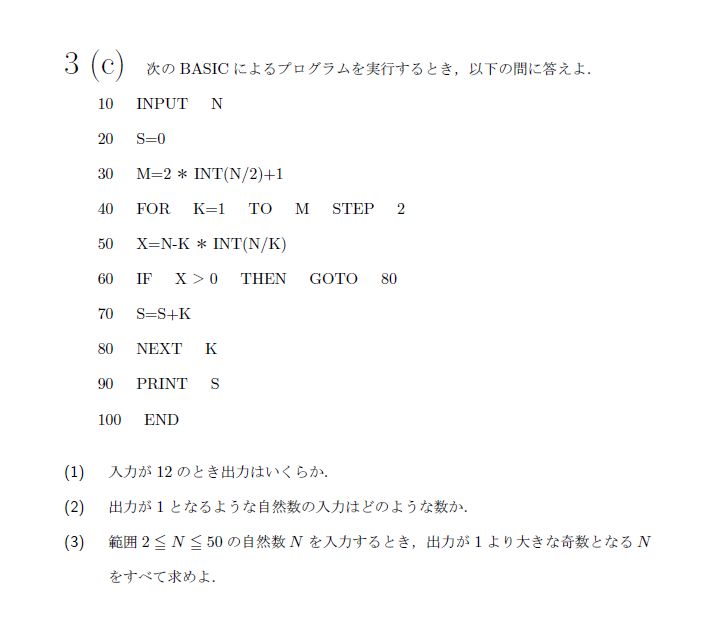 3 (c) 次の BASIC によるプログラムを実行するとき，以下の問に答えよ．
10 INPUT N
20 S=0
30 M=2 ∗ INT(N/2)+1
40 FOR K=1 TO M STEP 2
50 X=N-K ∗ INT(N/K)
60 IF X > 0 THEN GOTO 80
70 S=S+K
80 NEXT K
90 PRINT S
100 END
(1) 入力が 12 のとき出力はいくらか．
(2) 出力が 1 となるような自然数の入力はどのような数か．
(3) 範囲 2 ≦ N ≦ 50 の自然数 N を入力するとき，出力が 1 より大きな奇数となる N
をすべて求めよ．